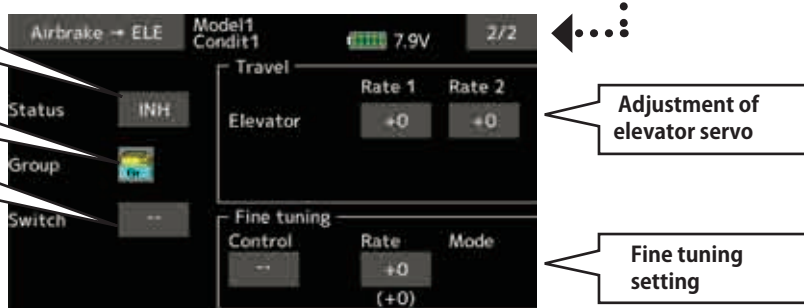 Airbrake → ELE
Model1
Condit1
7.9V
2/2
Status INH
Group
Switch --
Travel
Rate 1 Rate 2
Elevator +0 +0
Fine tuning
Control Rate Mode
-- +0
(+0)
Adjustment of
elevator servo
Fine tuning
setting